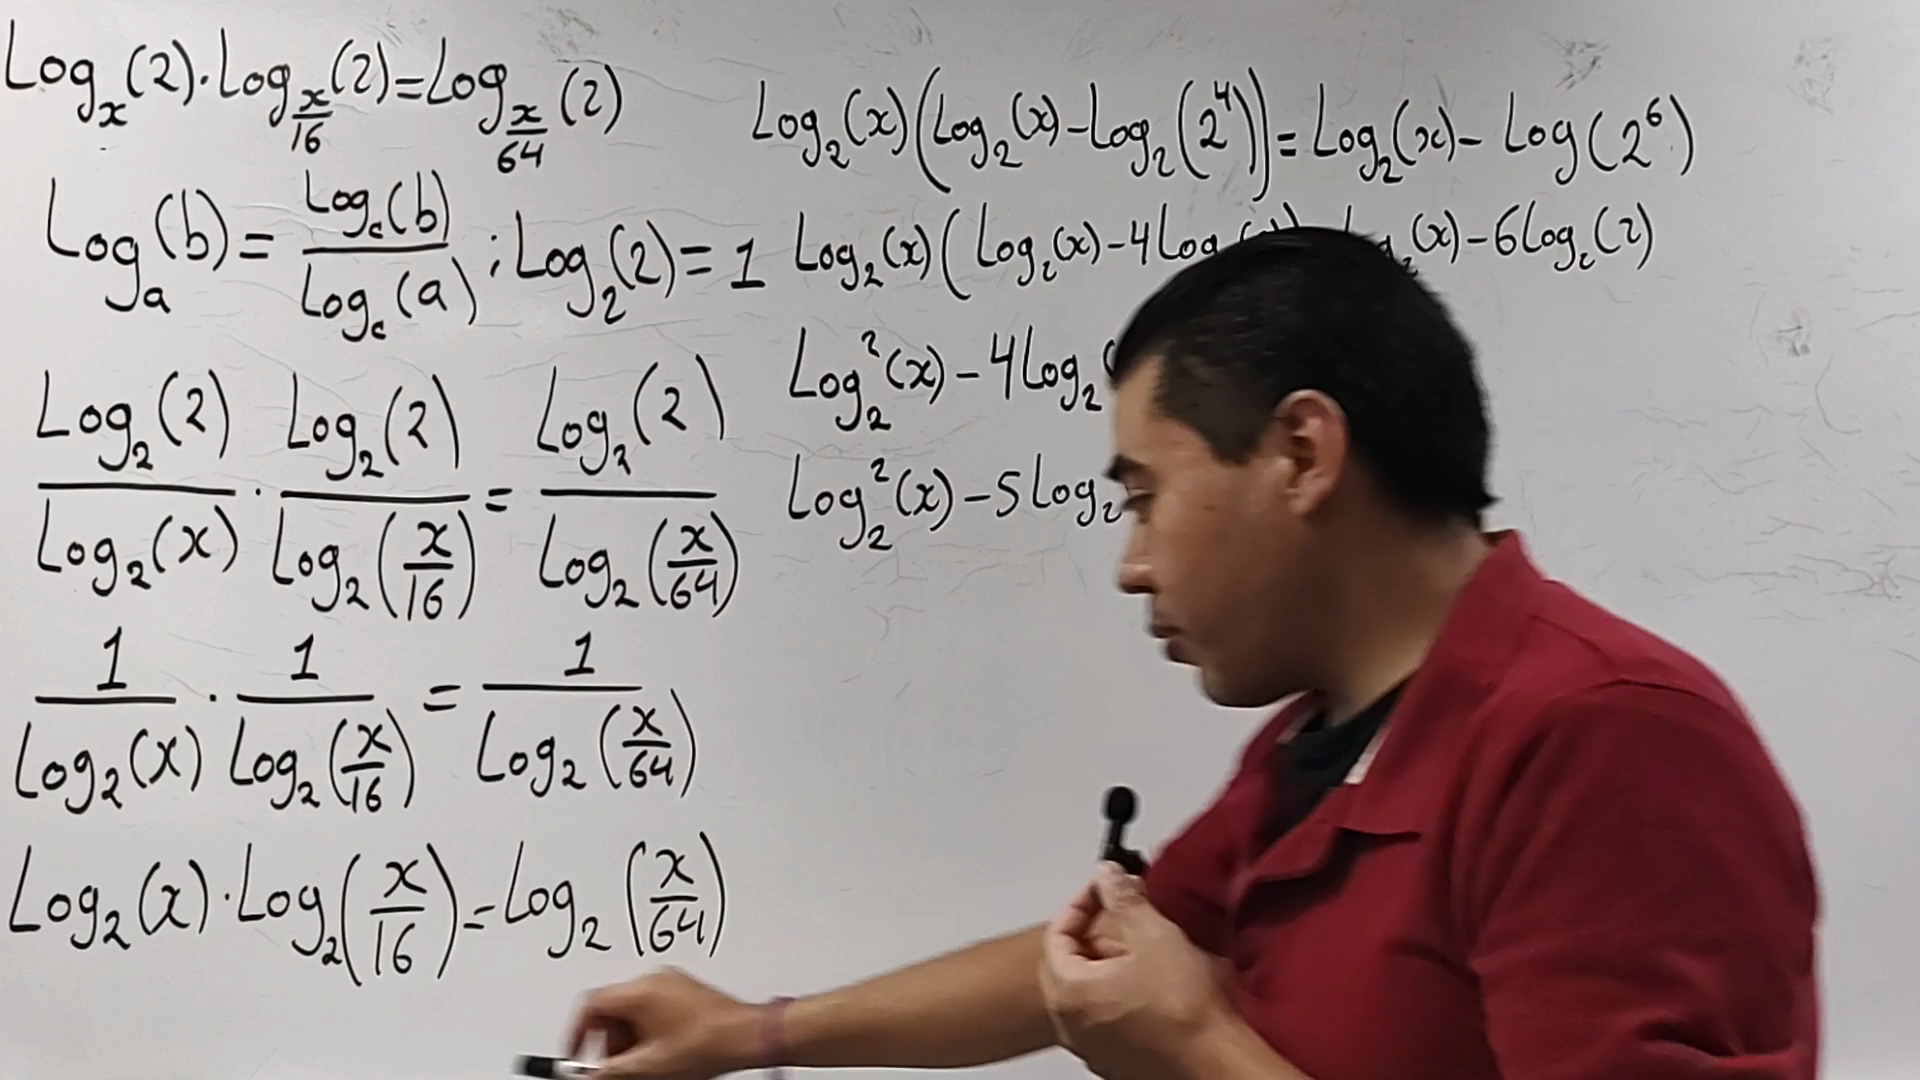 Log_x(2)·Log_{x/16}(2)=Log_{x/64}(2)
Log_a(b)=Log_c(b)/Log_c(a) ; Log_2(2)=1
Log_2(2)/Log_2(x) · Log_2(2)/Log_2(x/16) = Log_2(2)/Log_2(x/64)
1/Log_2(x) · 1/Log_2(x/16) = 1/Log_2(x/64)
Log_2(x)·Log_2(x/16)=Log_2(x/64)
Log_2(x)(Log_2(x)-Log_2(2^4))=Log_2(x)-Log(2^6)
Log_2(x)(Log_2(x)-4Log (x)-6Log_2(2)
Log_2^2(x)-4Log_2
Log_2^2(x)-5Log_2